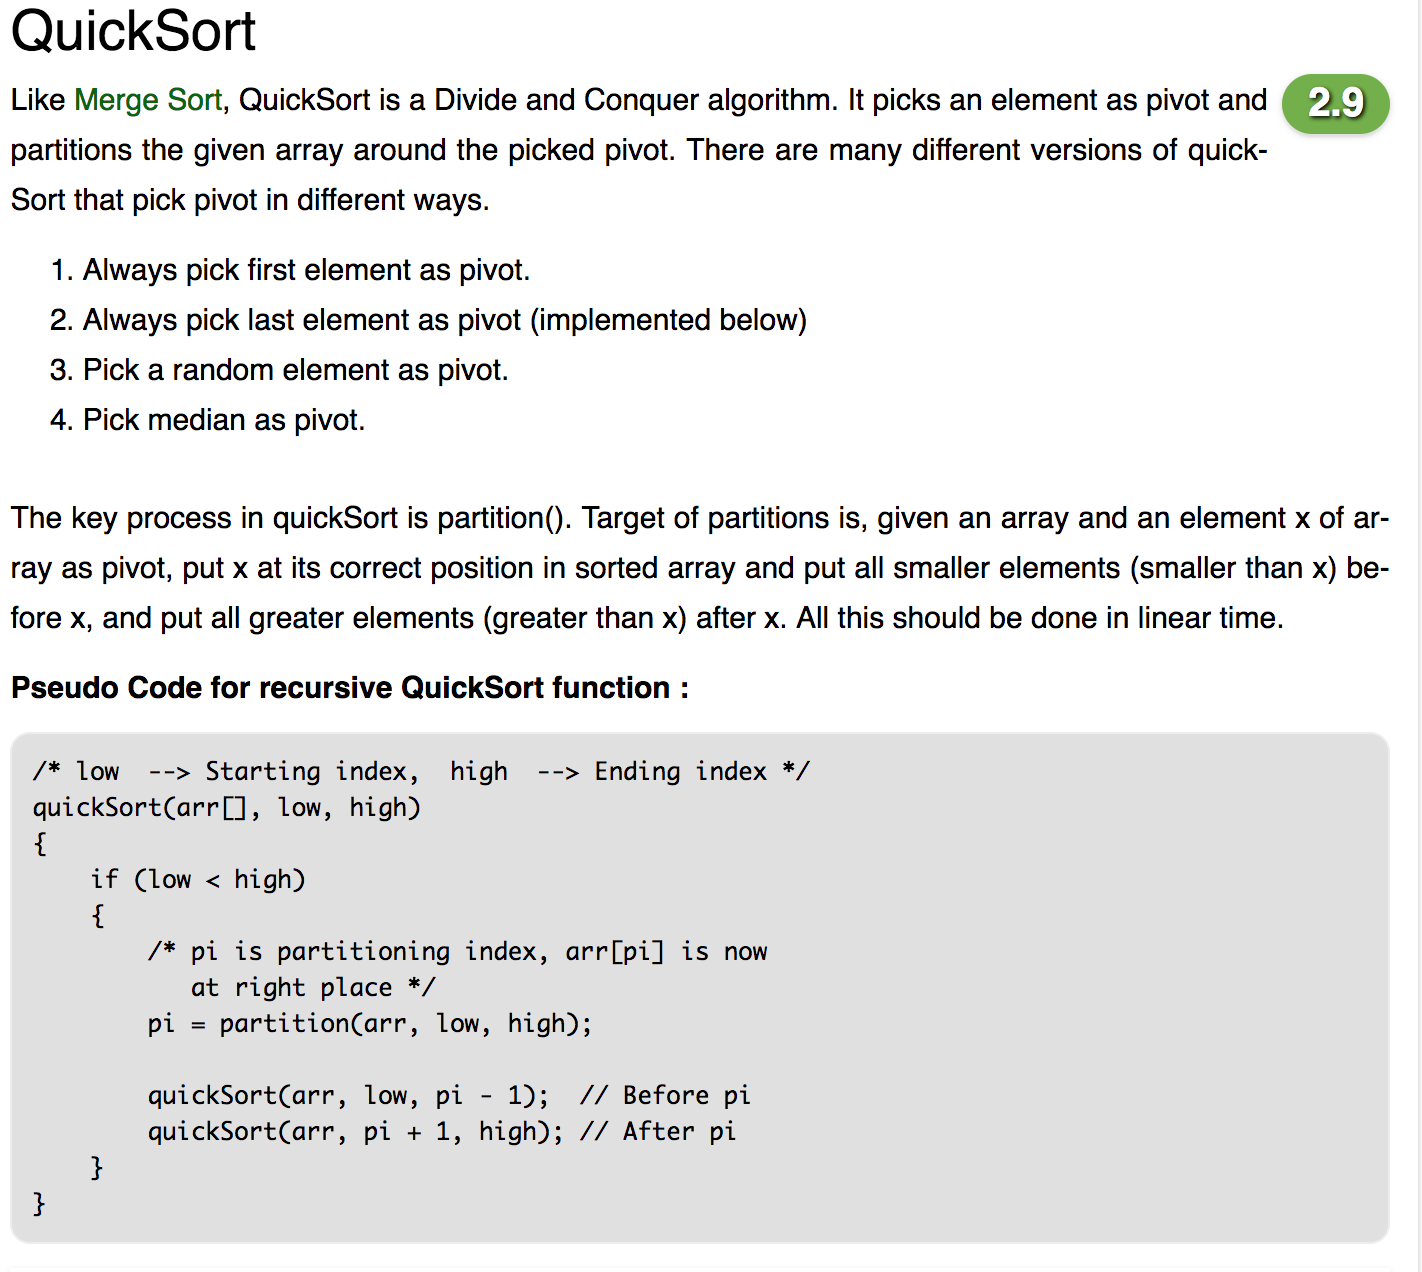 QuickSort
Like Merge Sort, QuickSort is a Divide and Conquer algorithm. It picks an element as pivot and
2.9
partitions the given array around the picked pivot. There are many different versions of quick-
Sort that pick pivot in different ways.
1. Always pick first element as pivot.
2. Always pick last element as pivot (implemented below)
3. Pick a random element as pivot.
4. Pick median as pivot.
The key process in quickSort is partition(). Target of partitions is, given an array and an element x of ar-
ray as pivot, put x at its correct position in sorted array and put all smaller elements (smaller than x) be-
fore x, and put all greater elements (greater than x) after x. All this should be done in linear time.
Pseudo Code for recursive QuickSort function :
/* low  --> Starting index,  high  --> Ending index */
quickSort(arr[], low, high)
{
    if (low < high)
    {
        /* pi is partitioning index, arr[pi] is now
           at right place */
        pi = partition(arr, low, high);
        quickSort(arr, low, pi - 1);  // Before pi
        quickSort(arr, pi + 1, high); // After pi
    }
}